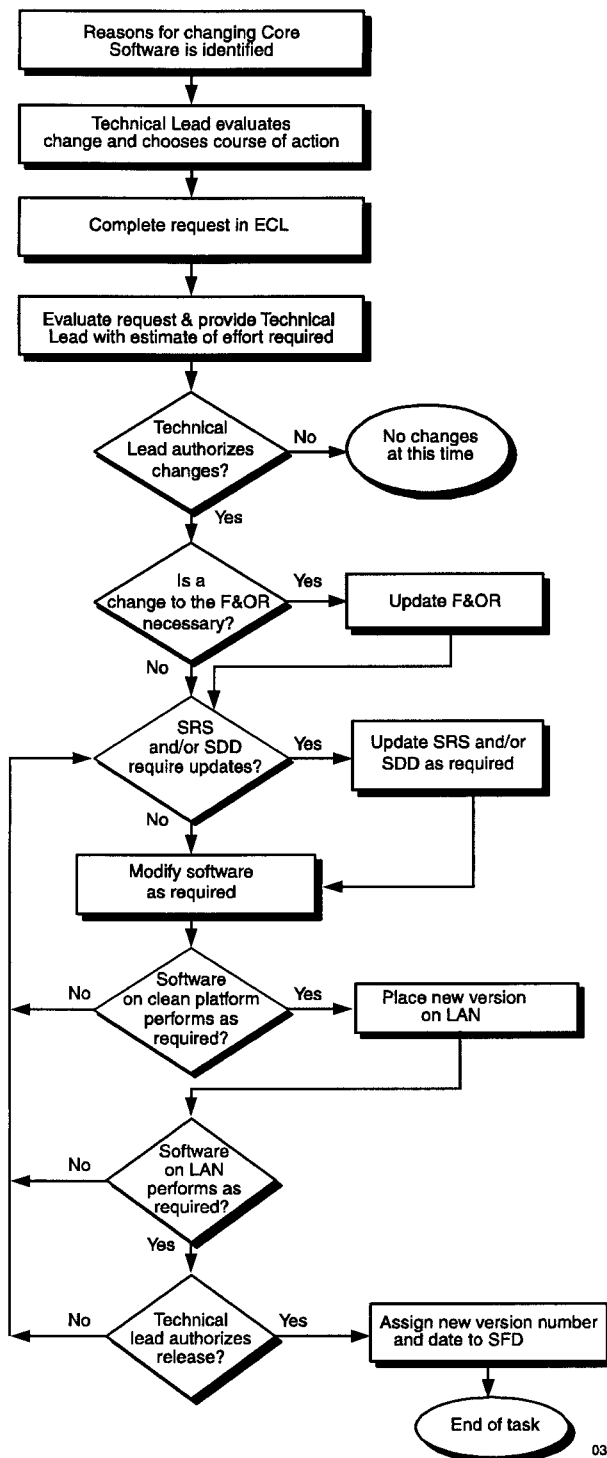 Reasons for changing Core
Software is identified
Technical Lead evaluates
change and chooses course of action
Complete request in ECL
Evaluate request & provide Technical
Lead with estimate of effort required
Technical
Lead authorizes
changes?
No
No changes
at this time
Yes
Is a
change to the F&OR
necessary?
Yes
Update F&OR
No
SRS
and/or SDD
require updates?
Yes
Update SRS and/or
SDD as required
No
Modify software
as required
No
Software
on clean platform
performs as
required?
Yes
Place new version
on LAN
No
Software
on LAN
performs as
required?
Yes
No
Technical
lead authorizes
release?
Yes
Assign new version number
and date to SFD
End of task
03